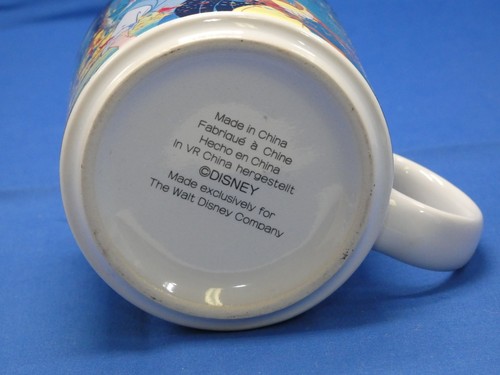 Made in China
Fabriqué à Chine
Hecho en China
In VR China hergestellt
©DISNEY
Made exclusively for
The Walt Disney Company